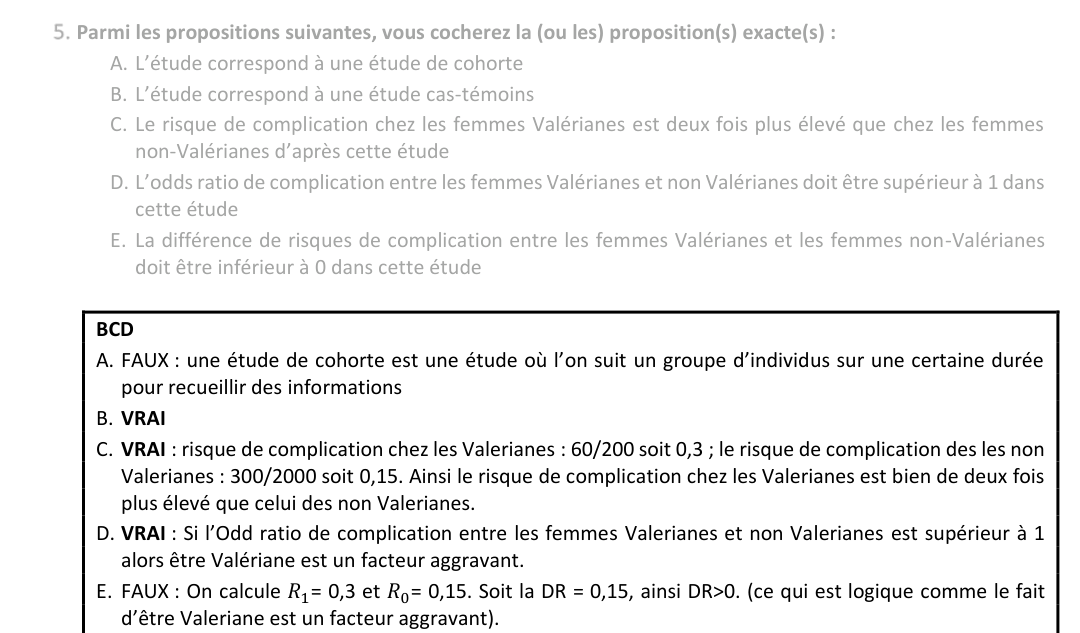 5. Parmi les propositions suivantes, vous cocherez la (ou les) proposition(s) exacte(s) :
A. L’étude correspond à une étude de cohorte
B. L’étude correspond à une étude cas-témoins
C. Le risque de complication chez les femmes Valérianes est deux fois plus élevé que chez les femmes
non-Valérianes d’après cette étude
D. L’odds ratio de complication entre les femmes Valérianes et non Valérianes doit être supérieur à 1 dans
cette étude
E. La différence de risques de complication entre les femmes Valérianes et les femmes non-Valérianes
doit être inférieur à 0 dans cette étude
BCD
A. FAUX : une étude de cohorte est une étude où l’on suit un groupe d’individus sur une certaine durée
pour recueillir des informations
B. VRAI
C. VRAI : risque de complication chez les Valerianes : 60/200 soit 0,3 ; le risque de complication des les non
Valerianes : 300/2000 soit 0,15. Ainsi le risque de complication chez les Valerianes est bien de deux fois
plus élevé que celui des non Valerianes.
D. VRAI : Si l’Odd ratio de complication entre les femmes Valerianes et non Valerianes est supérieur à 1
alors être Valériane est un facteur aggravant.
E. FAUX : On calcule R₁= 0,3 et R₀= 0,15. Soit la DR = 0,15, ainsi DR>0. (ce qui est logique comme le fait
d’être Valeriane est un facteur aggravant).